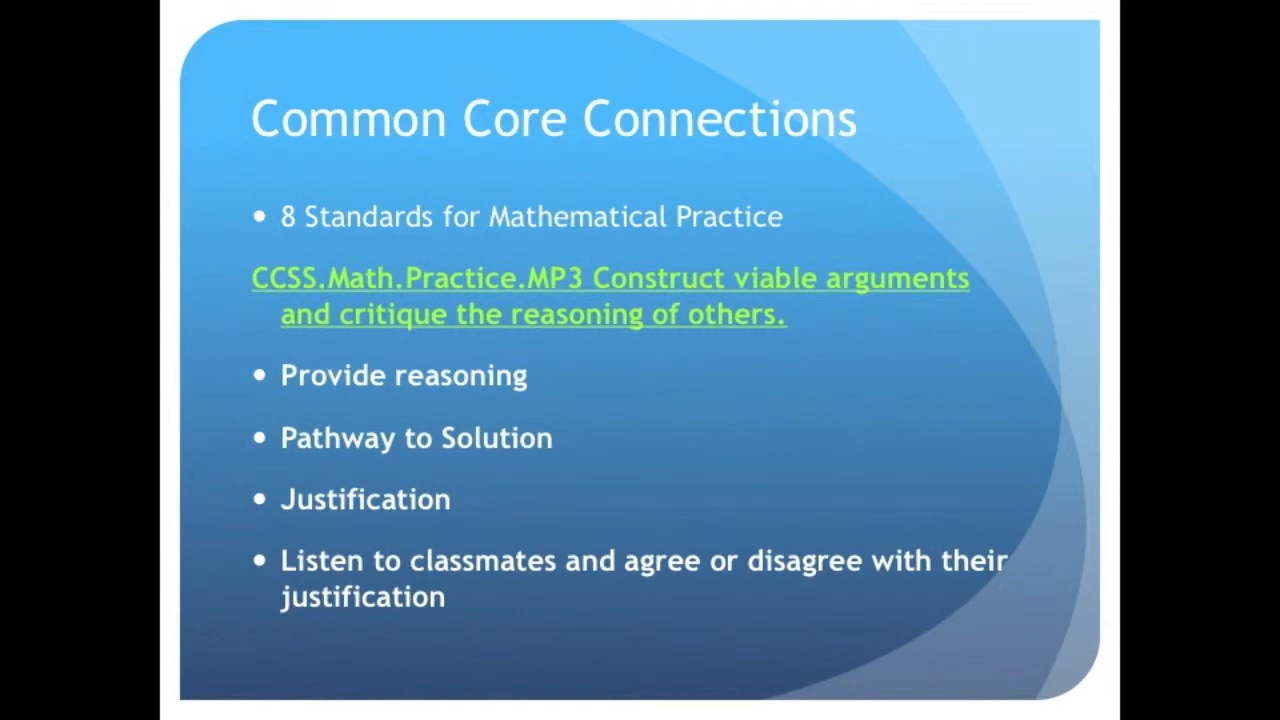 Common Core Connections
• 8 Standards for Mathematical Practice
CCSS.Math.Practice.MP3 Construct viable arguments
and critique the reasoning of others.
• Provide reasoning
• Pathway to Solution
• Justification
• Listen to classmates and agree or disagree with their
justification